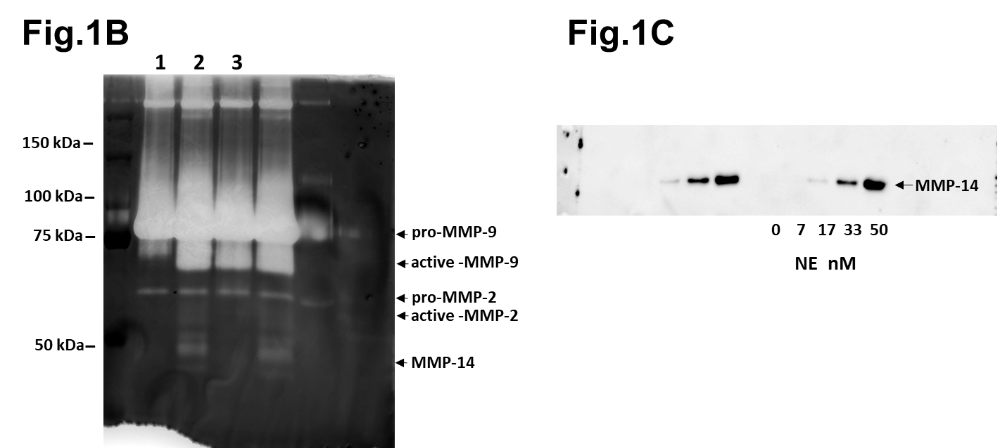 Fig.1B
1 2 3
150 kDa
100 kDa
75 kDa
50 kDa
pro-MMP-9
active -MMP-9
pro-MMP-2
active -MMP-2
MMP-14
Fig.1C
MMP-14
0 7 17 33 50
NE nM